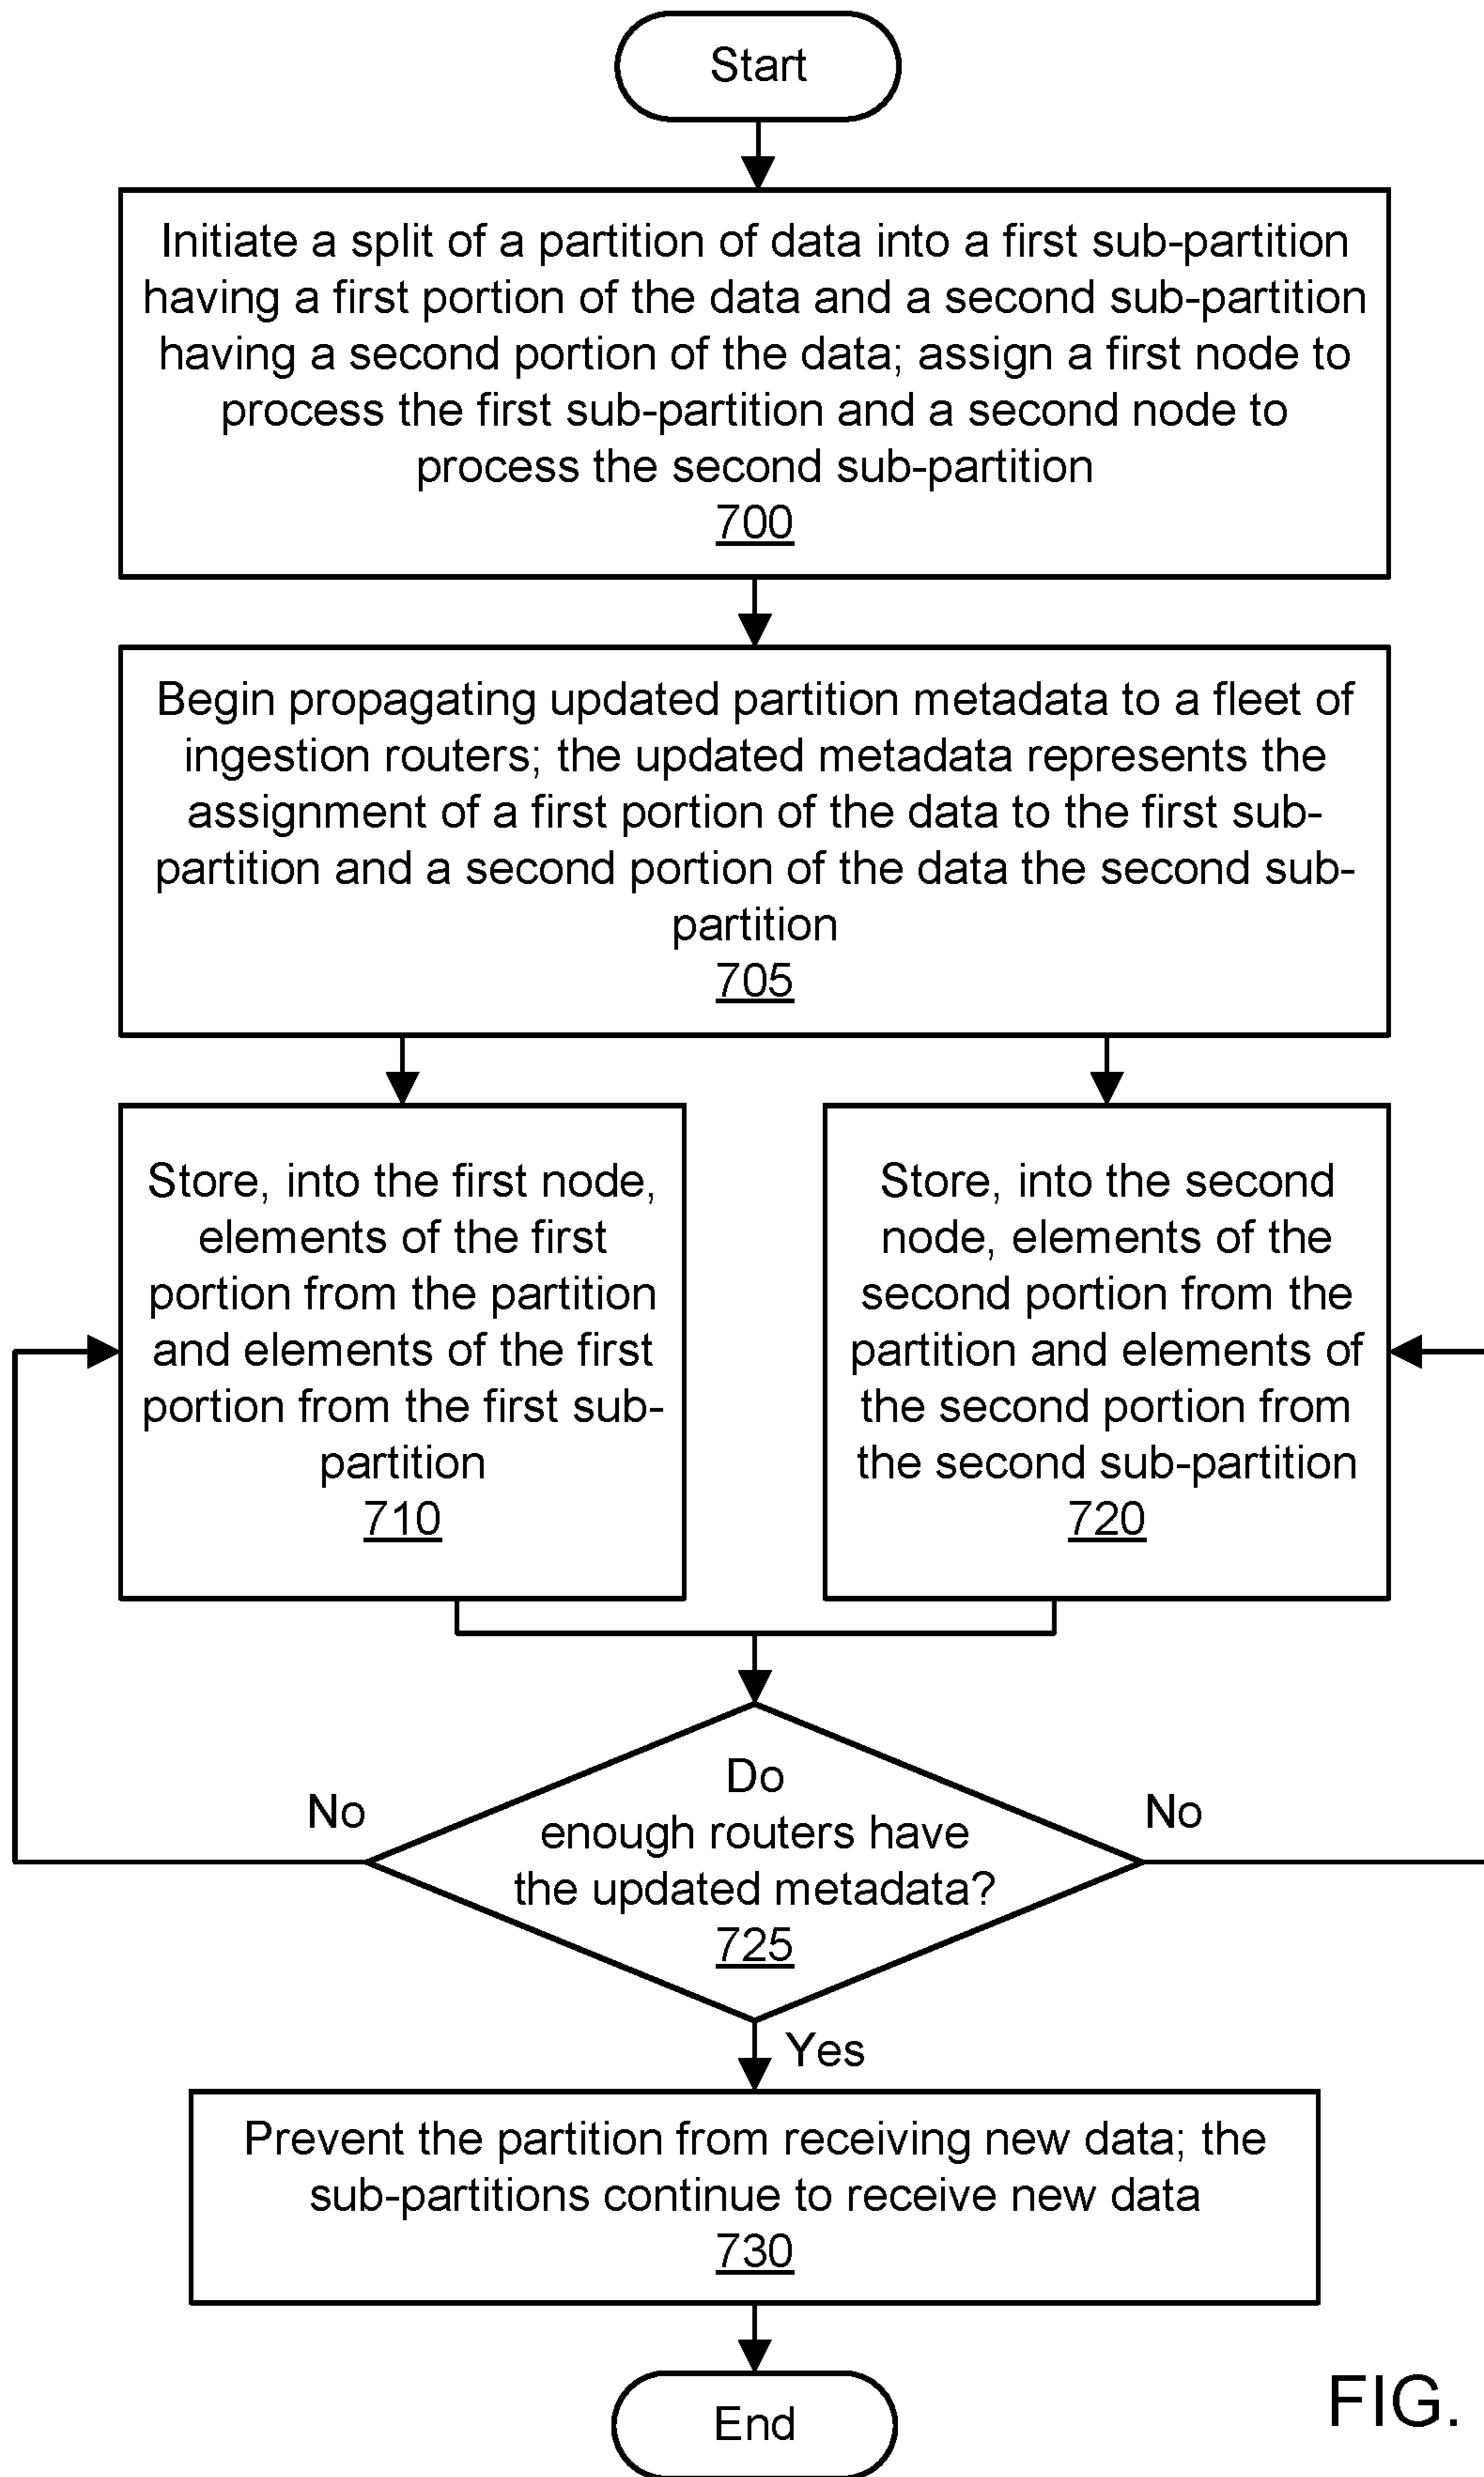 Start
Initiate a split of a partition of data into a first sub-partition
having a first portion of the data and a second sub-partition
having a second portion of the data; assign a first node to
process the first sub-partition and a second node to
process the second sub-partition
700
Begin propagating updated partition metadata to a fleet of
ingestion routers; the updated metadata represents the
assignment of a first portion of the data to the first sub-
partition and a second portion of the data the second sub-
partition
705
Store, into the first node,
elements of the first
portion from the partition
and elements of the first
portion from the first sub-
partition
710
Store, into the second
node, elements of the
second portion from the
partition and elements of
the second portion from
the second sub-partition
720
No
Do
enough routers have
the updated metadata?
725
No
Yes
Prevent the partition from receiving new data; the
sub-partitions continue to receive new data
730
End
FIG.